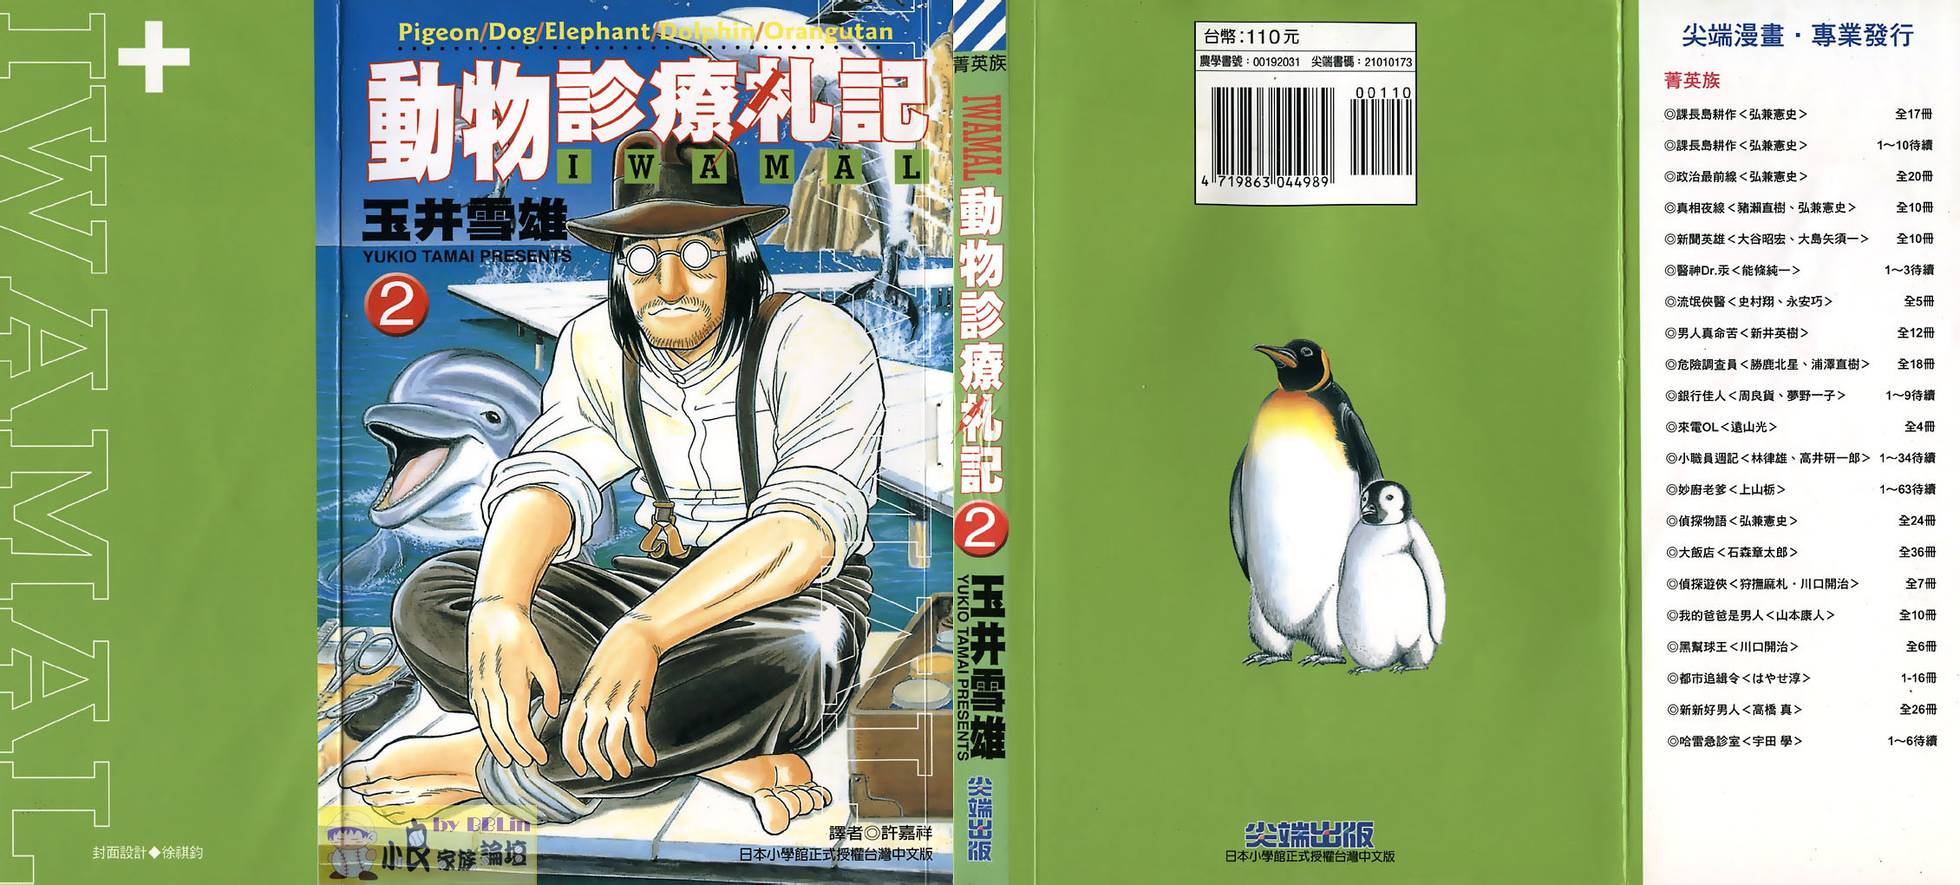 IWAMAL
封面設計◆徐祺鈞
Pigeon/Dog/Elephant/Dolphin/Orangutan
動物診療札記
IWAMAL
玉井雪雄
YUKIO TAMAI PRESENTS
2
by BBLin
小氏家族論壇
譯者◎許嘉祥
日本小學館正式授權台灣中文版
菁英族
IWAMAL
動物診療札記
2
玉井雪雄
YUKIO TAMAI PRESENTS
尖端出版
台幣:110元
農學書號:00192031 尖端書碼:21010173
00110
4 719863 044989
尖端出版
日本小學館正式授權台灣中文版
尖端漫畫・專業發行
菁英族
◎課長島耕作<弘兼憲史> 全17冊
◎課長島耕作<弘兼憲史> 1～10待續
◎政治最前線<弘兼憲史> 全20冊
◎真相夜線<豬瀨直樹、弘兼憲史> 全10冊
◎新聞英雄<大谷昭宏、大島矢須一> 全10冊
◎醫神Dr.汞<能條純一> 1～3待續
◎流氓俠醫<史村翔、永安巧> 全5冊
◎男人真命苦<新井英樹> 全12冊
◎危險調查員<勝鹿北星、浦澤直樹> 全18冊
◎銀行佳人<周良貨、夢野一子> 1～9待續
◎來電OL<遠山光> 全4冊
◎小職員週記<林律雄、高井研一郎> 1～34待續
◎妙廚老爹<上山栃> 1～63待續
◎偵探物語<弘兼憲史> 全24冊
◎大飯店<石森章太郎> 全36冊
◎偵探遊俠<狩撫麻札・川口開治> 全7冊
◎我的爸爸是男人<山本康人> 全10冊
◎黑幫球王<川口開治> 全6冊
◎都市追緝令<はやせ淳> 1-16冊
◎新新好男人<高橋 真> 全26冊
◎哈雷急診室<宇田 學> 1～6待續